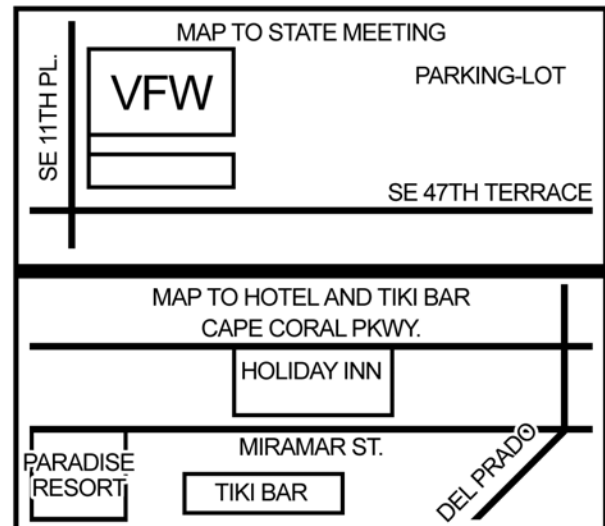 MAP TO STATE MEETING
SE 11TH PL.
VFW
PARKING-LOT
SE 47TH TERRACE
MAP TO HOTEL AND TIKI BAR
CAPE CORAL PKWY.
HOLIDAY INN
MIRAMAR ST.
PARADISE
RESORT
TIKI BAR
DEL PRADO